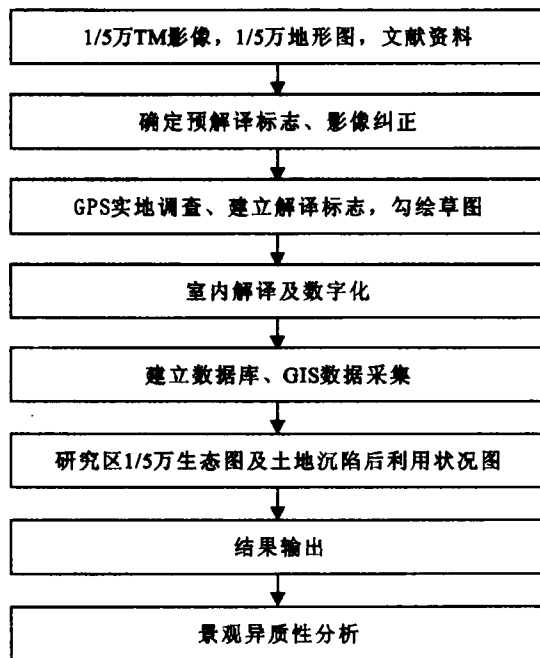 1/5万TM影像，1/5万地形图，文献资料
确定预解译标志、影像纠正
GPS实地调查、建立解译标志，勾绘草图
室内解译及数字化
建立数据库、GIS数据采集
研究区1/5万生态图及土地沉陷后利用状况图
结果输出
景观异质性分析